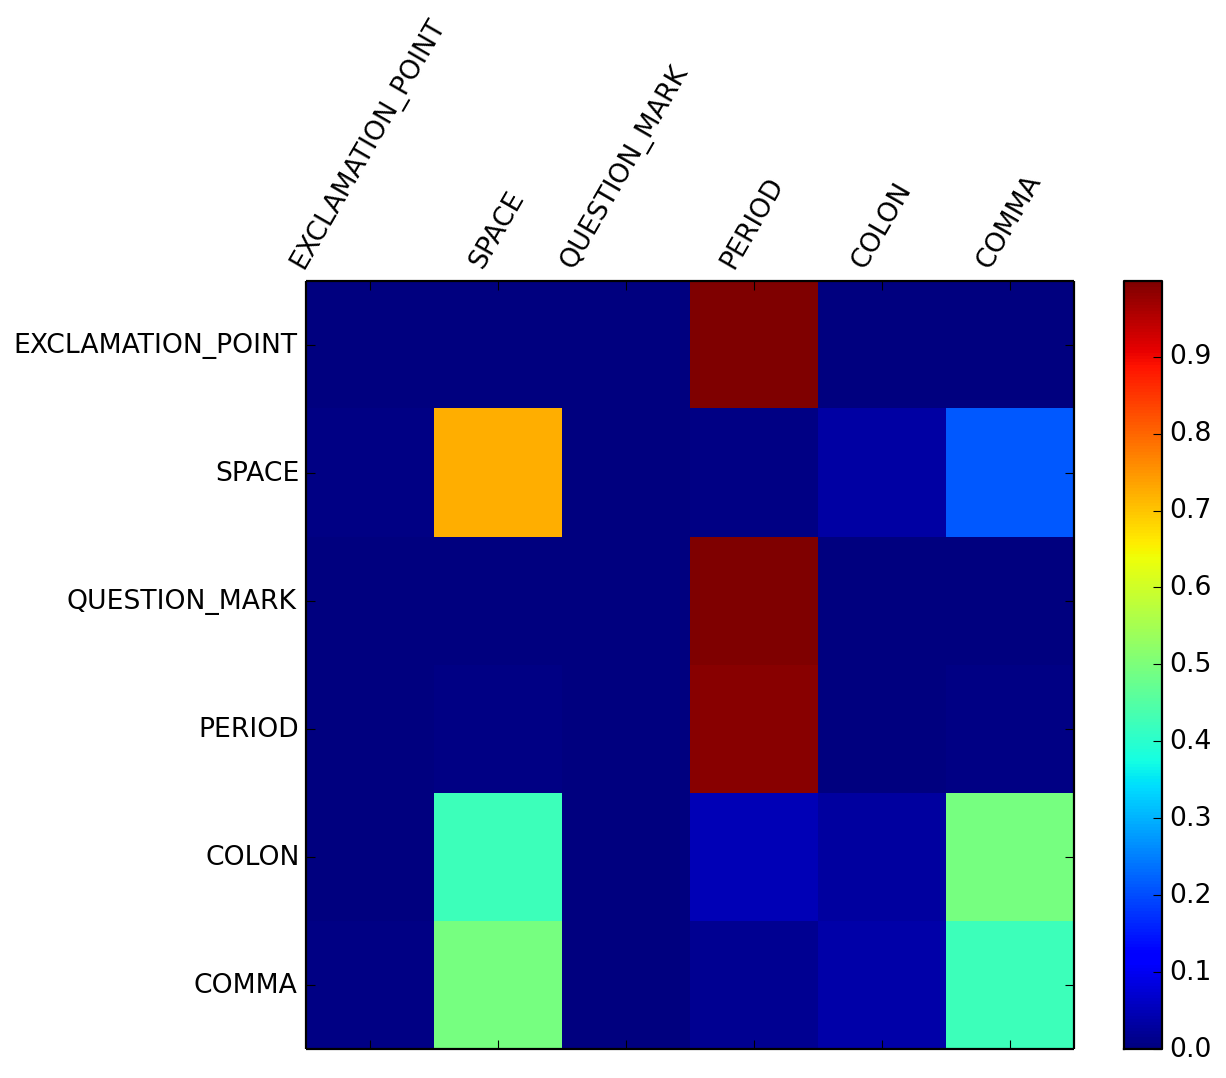 EXCLAMATION_POINT
SPACE
QUESTION_MARK
PERIOD
COLON
COMMA
EXCLAMATION_POINT
SPACE
QUESTION_MARK
PERIOD
COLON
COMMA
0.9
0.8
0.7
0.6
0.5
0.4
0.3
0.2
0.1
0.0